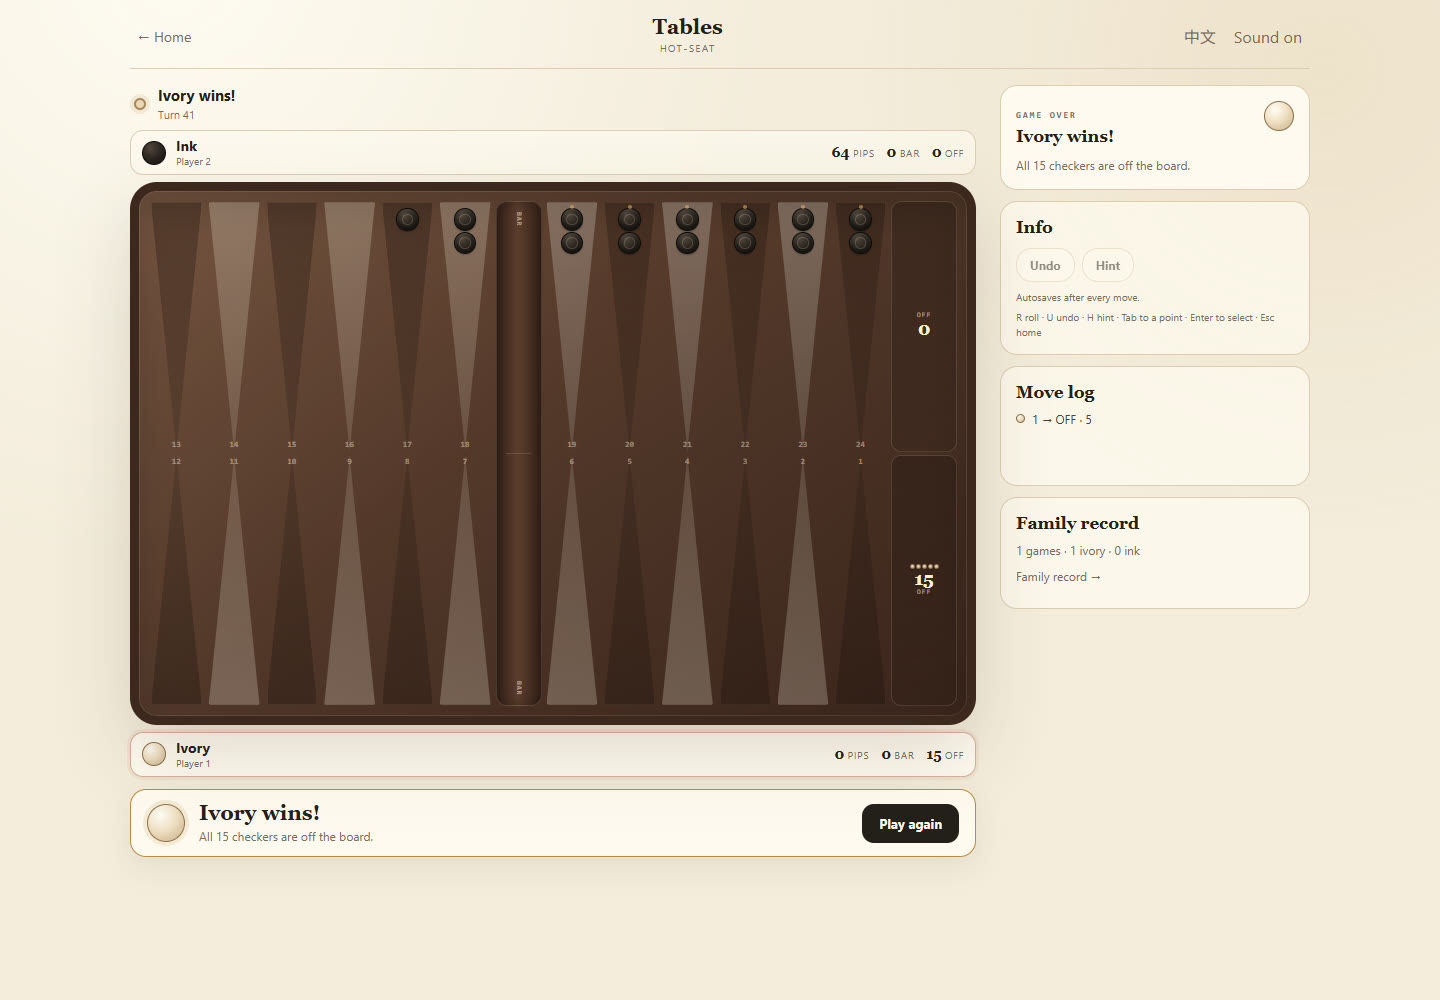 ← Home
Tables
HOT-SEAT
中文
Sound on
Ivory wins!
Turn 41
Ink
Player 2
64 PIPS 0 BAR 0 OFF
BAR
13 14 15 16 17 18 19 20 21 22 23 24
12 11 10 9 8 7 6 5 4 3 2 1
BAR
OFF
0
15
OFF
Ivory
Player 1
0 PIPS 0 BAR 15 OFF
Ivory wins!
All 15 checkers are off the board.
Play again
GAME OVER
Ivory wins!
All 15 checkers are off the board.
Info
Undo
Hint
Autosaves after every move.
R roll · U undo · H hint · Tab to a point · Enter to select · Esc
home
Move log
1 → OFF · 5
Family record
1 games · 1 ivory · 0 ink
Family record →